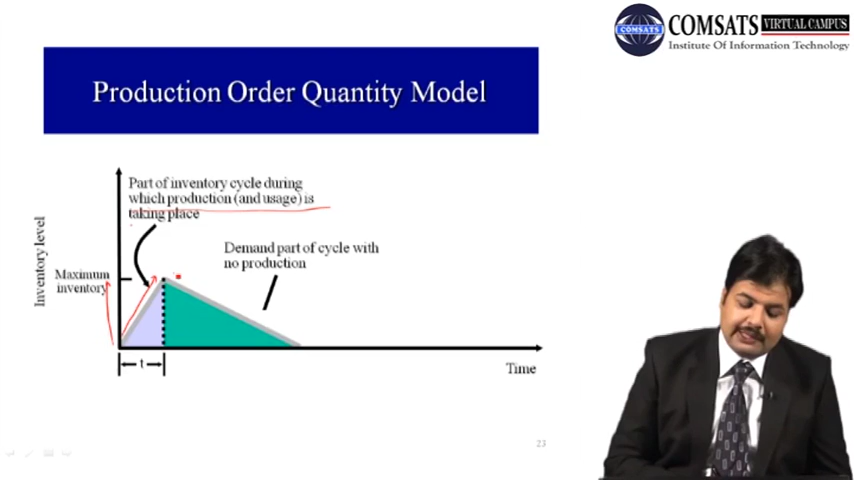 COMSATS
COMSATS VIRTUAL CAMPUS
Institute Of Information Technology
Production Order Quantity Model
Part of inventory cycle during
which production (and usage) is
taking place
Demand part of cycle with
no production
Inventory level
Maximum
inventory
t
Time
23